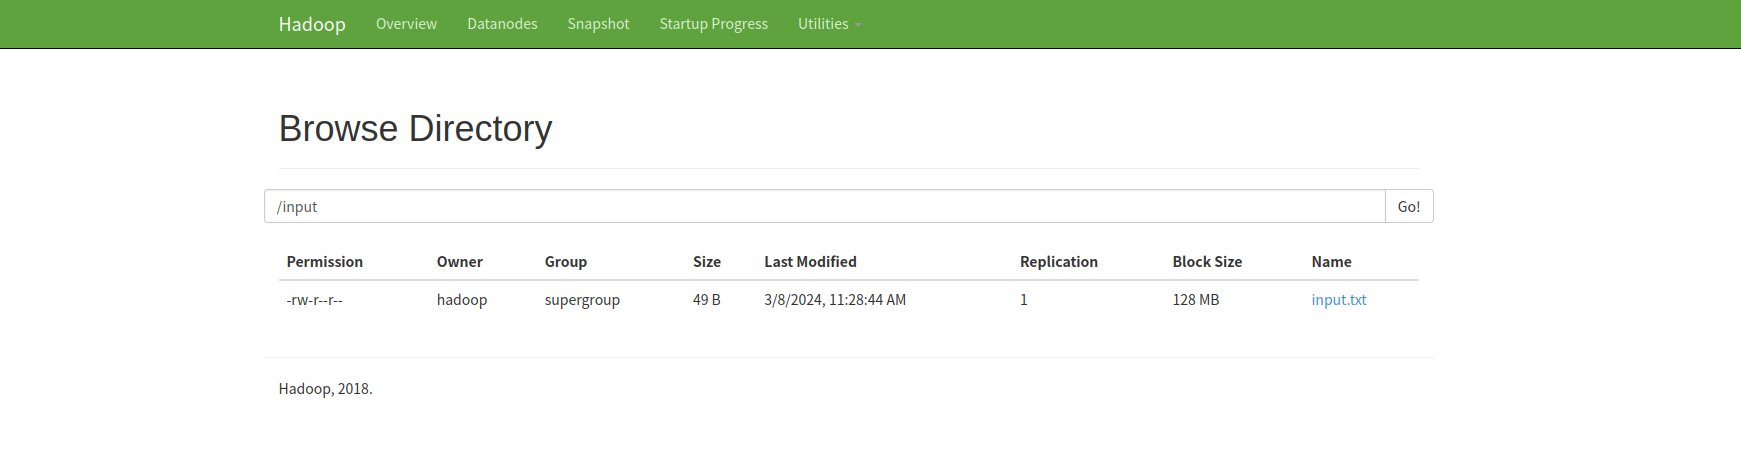 Hadoop Overview Datanodes Snapshot Startup Progress Utilities
Browse Directory
/input Go!
Permission Owner Group Size Last Modified Replication Block Size Name
-rw-r--r-- hadoop supergroup 49 B 3/8/2024, 11:28:44 AM 1 128 MB input.txt
Hadoop, 2018.